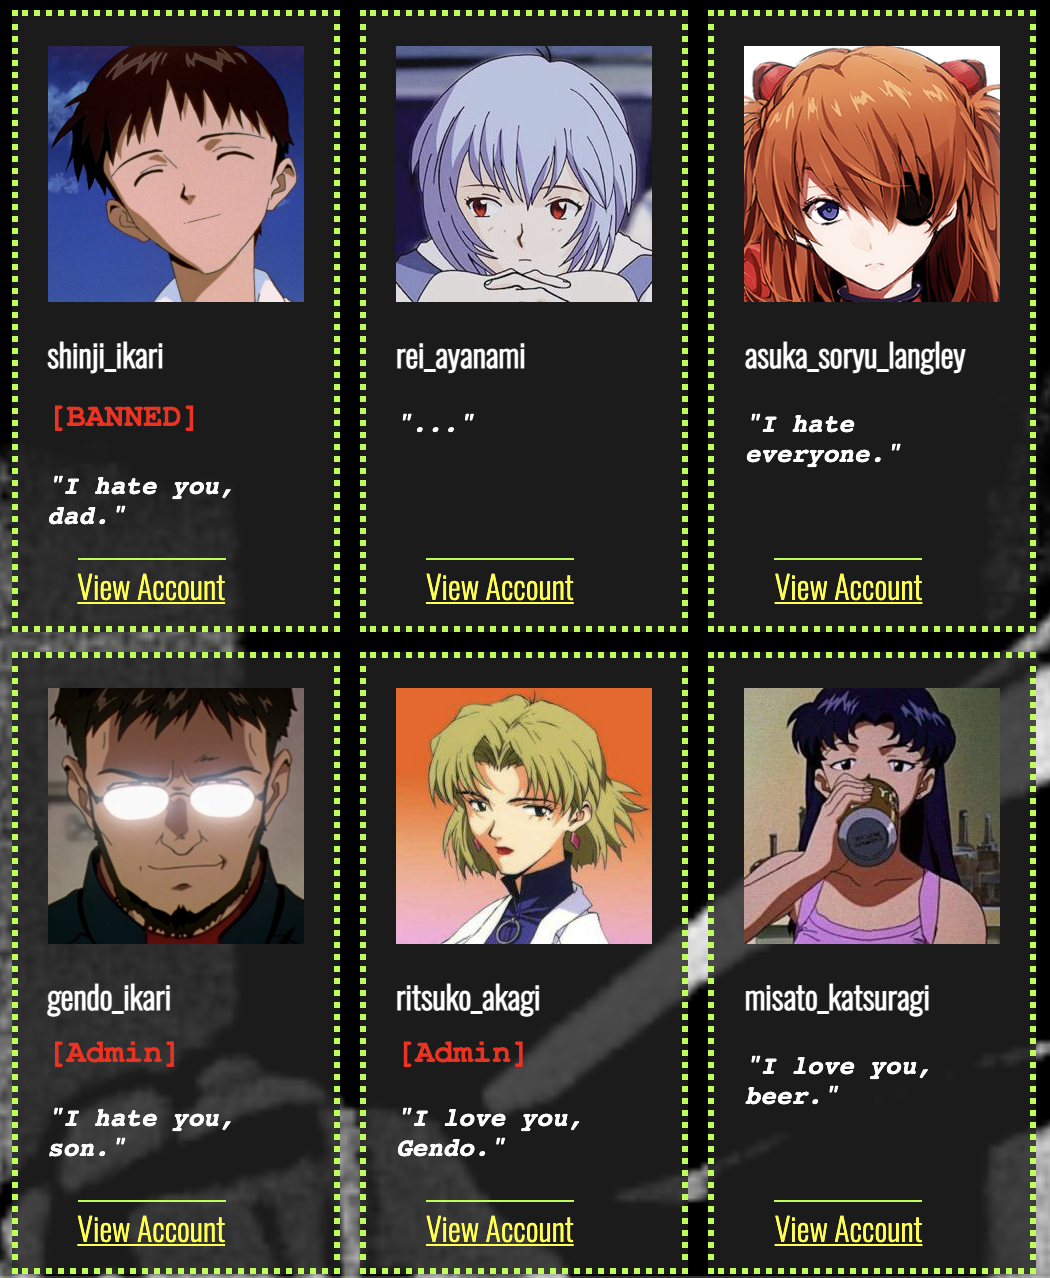 shinji_ikari
[BANNED]
"I hate you,
dad."
View Account
rei_ayanami
"..."
View Account
asuka_soryu_langley
"I hate
everyone."
View Account
gendo_ikari
[Admin]
"I hate you,
son."
View Account
ritsuko_akagi
[Admin]
"I love you,
Gendo."
View Account
misato_katsuragi
"I love you,
beer."
View Account